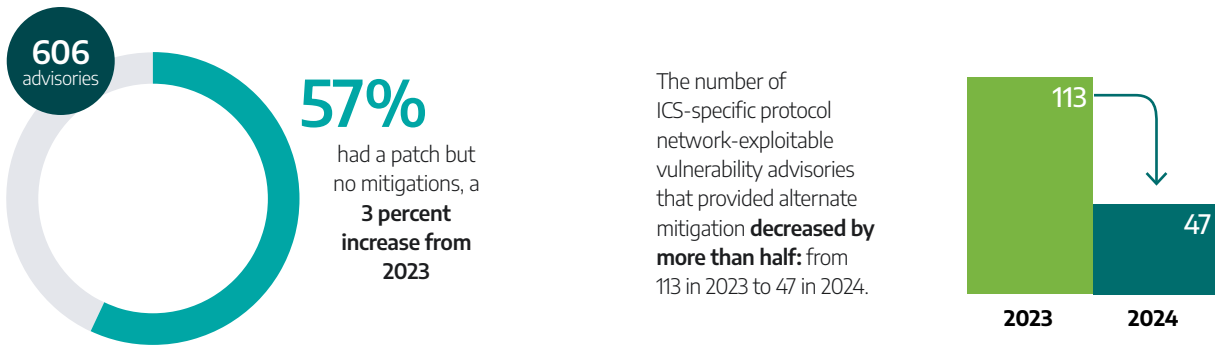 606
advisories
57%
had a patch but
no mitigations, a
3 percent
increase from
2023
The number of
ICS-specific protocol
network-exploitable
vulnerability advisories
that provided alternate
mitigation decreased by
more than half: from
113 in 2023 to 47 in 2024.
113
47
2023
2024